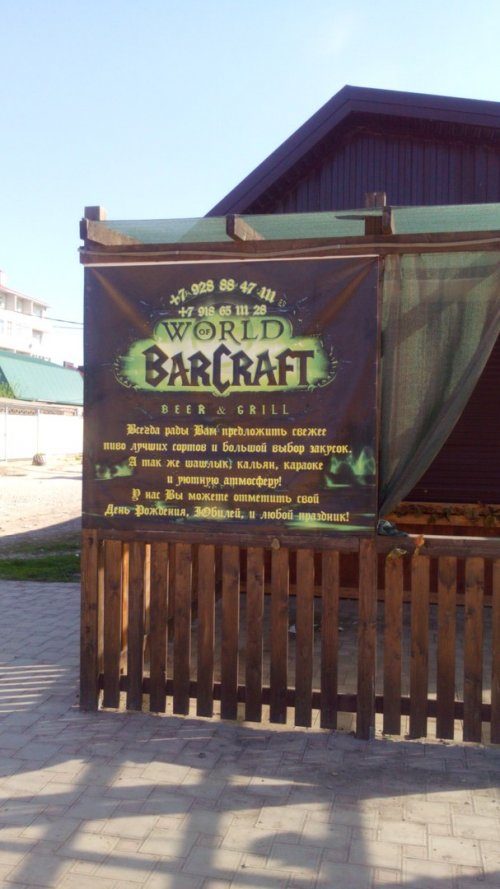 +7 928 88 47 111
+7 918 65 111 28
WORLD OF
BARCRAFT
BEER & GRILL
Всегда рады Вам предложить свежее
пиво лучших сортов и большой выбор закусок.
А так же шашлык, кальян, караоке
и уютную атмосферу!
У нас Вы можете отметить свой
День Рождения, Юбилей, и любой праздник!